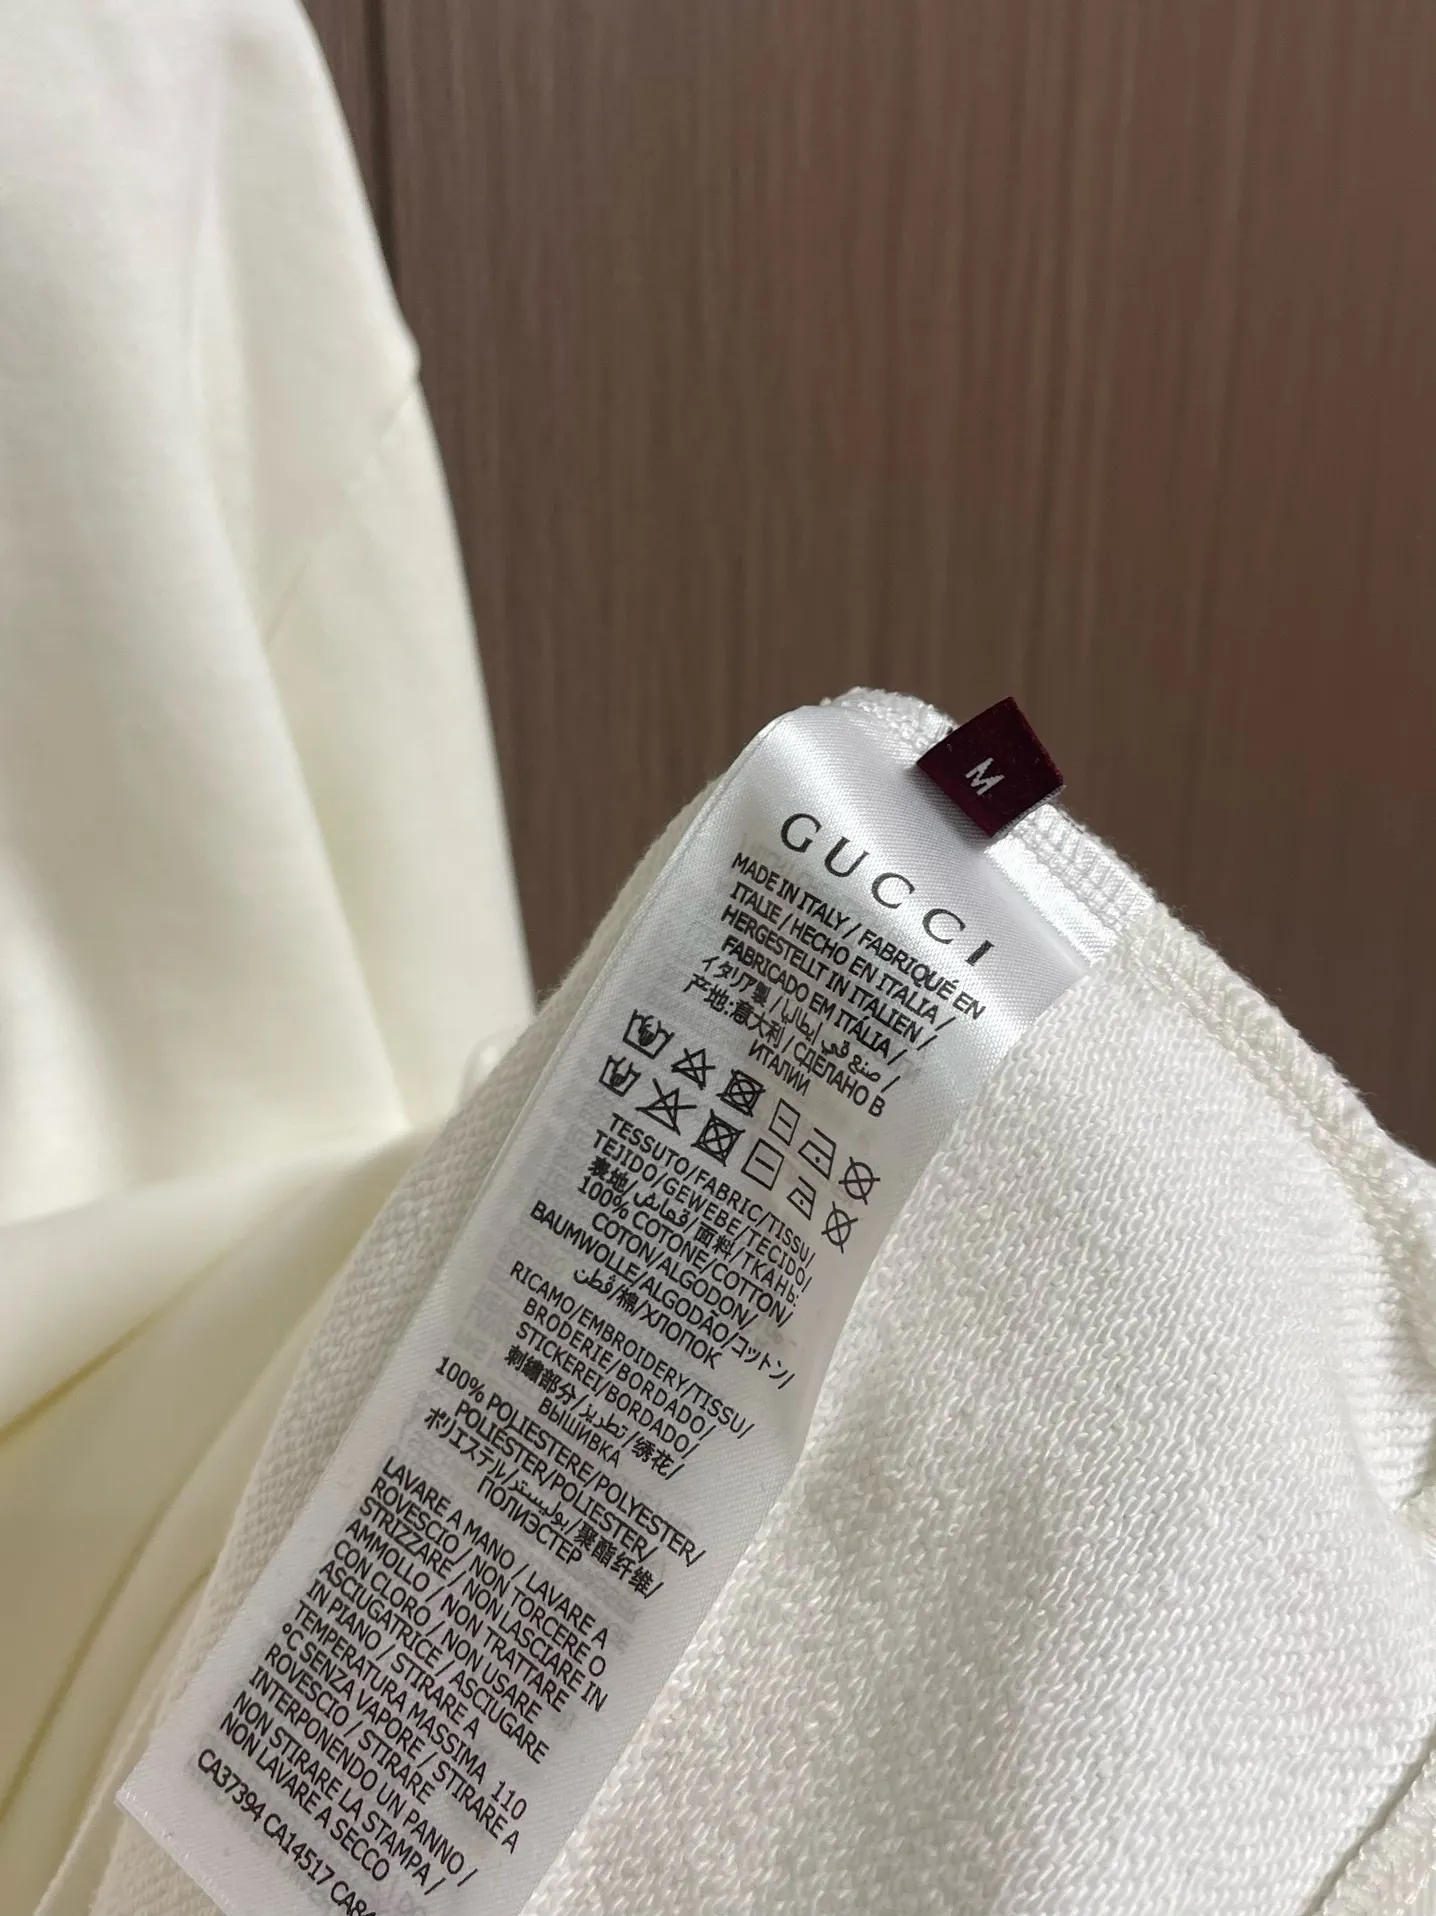 M
GUCCI
MADE IN ITALY / FABRIQUÉ EN
ITALIE / HECHO EN ITALIA /
HERGESTELLT IN ITALIEN /
FABRICADO EM ITÁLIA /
イタリア製 / صنع في إيطاليا /
产地:意大利 / СДЕЛАНО В
ИТАЛИИ
TESSUTO/FABRIC/TISSU/
TEJIDO/GEWEBE/TECIDO/
表地/قماش/面料/ТКАНЬ:
100% COTONE/COTTON/
COTON/ALGODON/
BAUMWOLLE/ALGODÃO/コットン/
قطن/棉/ХЛОПОК
RICAMO/EMBROIDERY/TISSU/
BRODERIE/BORDADO/
STICKEREI/BORDADO/
刺繍部分/تطريز/绣花/
ВЫШИВКА
100% POLIESTERE/POLYESTER/
POLIÉSTER/POLIESTER/
ポリエステル/بوليستر/聚酯纤维/
ПОЛИЭСТЕР
LAVARE A MANO / LAVARE A
ROVESCIO / NON TORCERE O
STRIZZARE / NON LASCIARE IN
AMMOLLO / NON TRATTARE
CON CLORO / NON USARE
ASCIUGATRICE / ASCIUGARE
IN PIANO / STIRARE A
TEMPERATURA MASSIMA 110
°C SENZA VAPORE / STIRARE A
ROVESCIO / STIRARE
INTERPONENDO UN PANNO /
NON STIRARE LA STAMPA /
NON LAVARE A SECCO
CA37394 CA14517